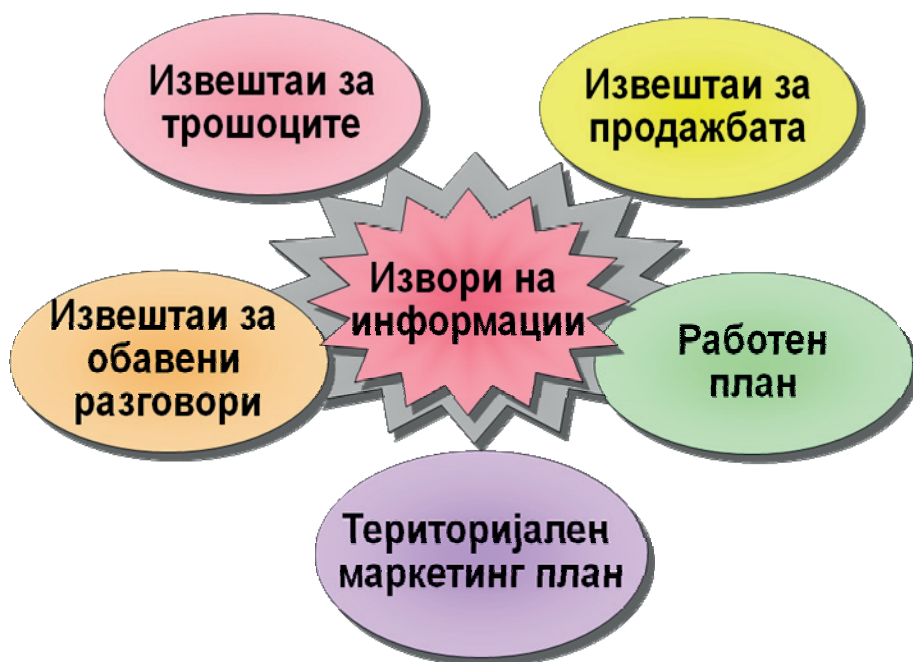 Извештаи за
трошоците
Извештаи за
продажбата
Извори на
информации
Извештаи за
обавени
разговори
Работен
план
Територијален
маркетинг план